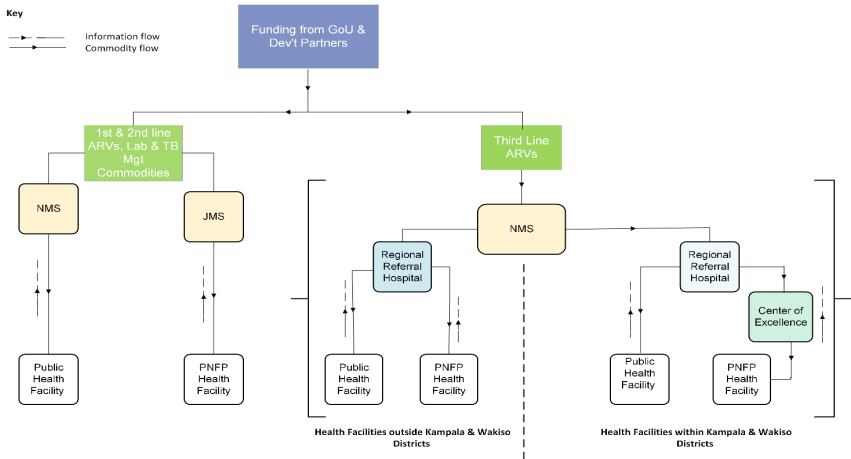 Key
Information flow
Commodity flow
Funding from GoU &
Dev't Partners
1st & 2nd line
ARVs, Lab & TB
Mgt
Commodities
Third Line
ARVs
NMS
JMS
NMS
Regional
Referral
Hospital
Regional
Referral
Hospital
Center of
Excellence
Public
Health
Facility
PNFP
Health
Facility
Public
Health
Facility
PNFP
Health
Facility
Public
Health
Facility
PNFP
Health
Facility
Health Facilities outside Kampala & Wakiso
Districts
Health Facilities within Kampala & Wakiso
Districts